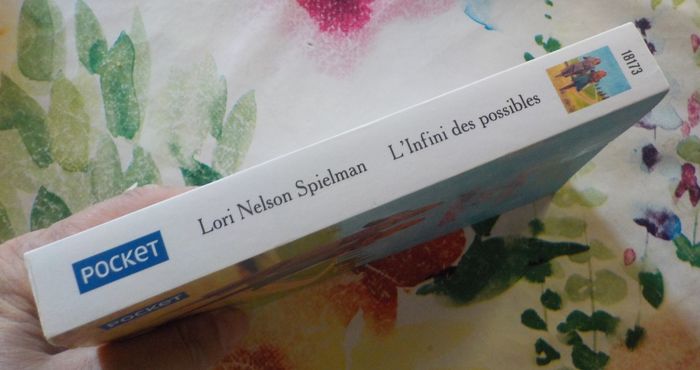 POCKET
Lori Nelson Spielman L'Infini des possibles
18173
POCKET